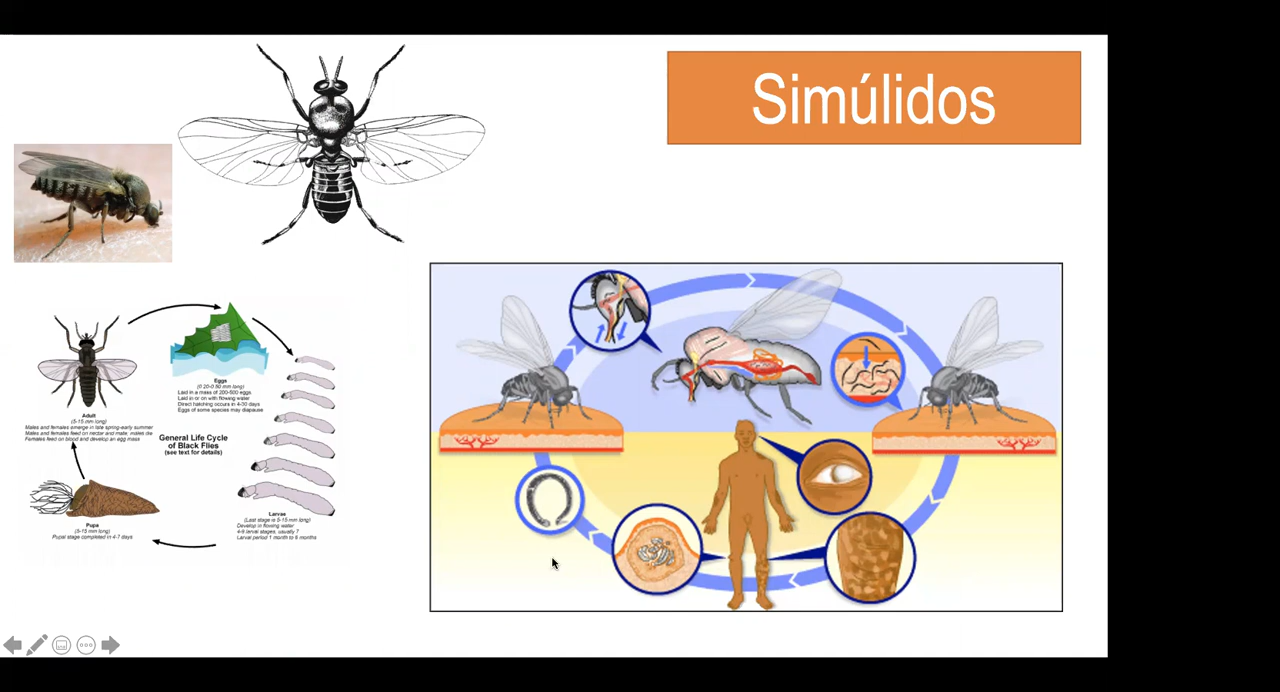 Simúlidos
Eggs
(0.20-0.50 mm long)
Laid in a mass of 200-500 eggs
Laid in or on with flowing water
Direct hatching occurs in 4-30 days
Eggs of some species may diapause
Adult
(5-15 mm long)
Males and females emerge in late spring-early summer
Males and females feed on nectar and mate; males die
Females feed on blood and develop an egg mass
General Life Cycle
of Black Flies
(see text for details)
Larvae
(Last stage is 5-15 mm long)
Develop in flowing water
4-9 larval stages, usually 7
Larval period 1 month to 6 months
Pupa
(5-15 mm long)
Pupal stage completed in 4-7 days